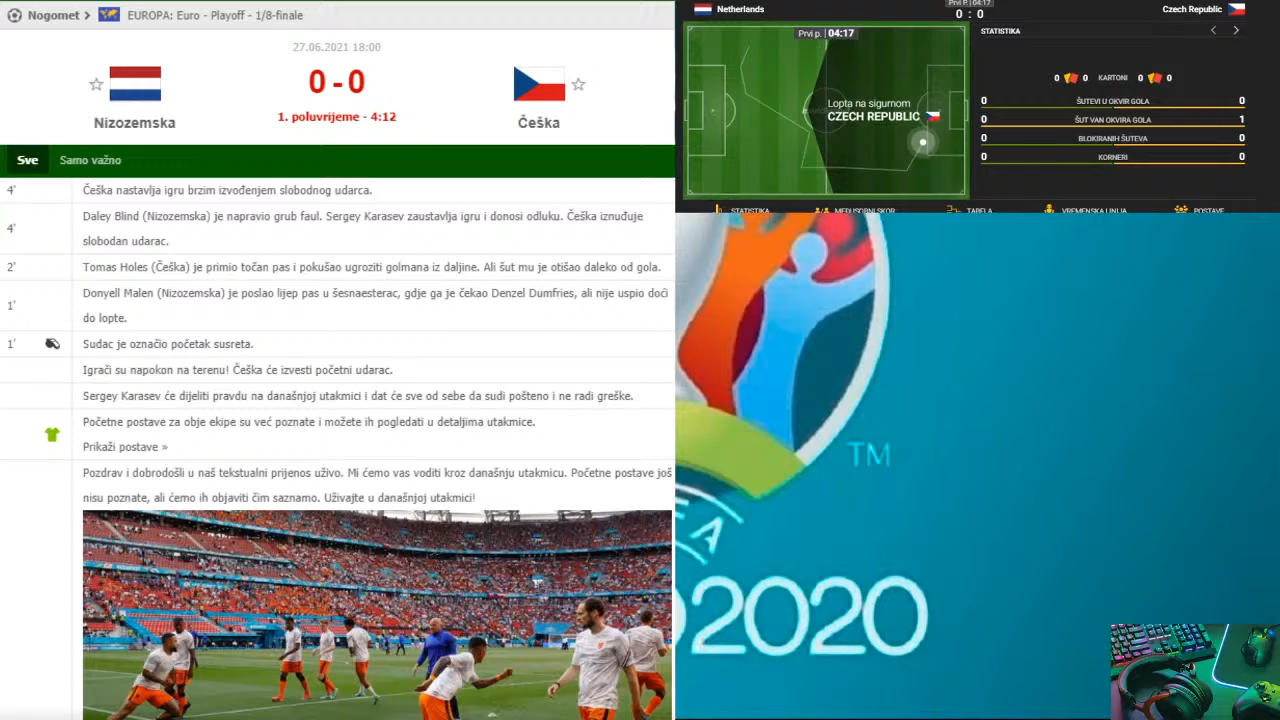 Nogomet > EUROPA: Euro - Playoff - 1/8-finale
27.06.2021 18:00
0 - 0
1. poluvrijeme - 4:12
Nizozemska
Češka
Sve Samo važno
4' Češka nastavlja igru brzim izvođenjem slobodnog udarca.
4' Daley Blind (Nizozemska) je napravio grub faul. Sergey Karasev zaustavlja igru i donosi odluku. Češka iznuđuje
slobodan udarac.
2' Tomas Holes (Češka) je primio točan pas i pokušao ugroziti golmana iz daljine. Ali šut mu je otišao daleko od gola.
1' Donyell Malen (Nizozemska) je poslao lijep pas u šesnaesterac, gdje ga je čekao Denzel Dumfries, ali nije uspio doći
do lopte.
1' Sudac je označio početak susreta.
Igrači su napokon na terenu! Češka će izvesti početni udarac.
Sergey Karasev će dijeliti pravdu na današnjoj utakmici i dat će sve od sebe da sudi pošteno i ne radi greške.
Početne postave za obje ekipe su već poznate i možete ih pogledati u detaljima utakmice.
Prikaži postave »
Pozdrav i dobrodošli u naš tekstualni prijenos uživo. Mi ćemo vas voditi kroz današnju utakmicu. Početne postave još
nisu poznate, ali ćemo ih objaviti čim saznamo. Uživajte u današnjoj utakmici!
Prvi P. | 04:17
Netherlands 0 : 0 Czech Republic
Prvi p. | 04:17
Lopta na sigurnom
CZECH REPUBLIC
STATISTIKA
0 0 KARTONI 0 0
0 ŠUTEVI U OKVIR GOLA 0
0 ŠUT VAN OKVIRA GOLA 1
0 BLOKIRANIH ŠUTEVA 0
0 KORNERI 0
STATISTIKA MEĐUSOBNI SKOR TABELA VREMENSKA LINIJA POSTAVE
TM
FA
2020